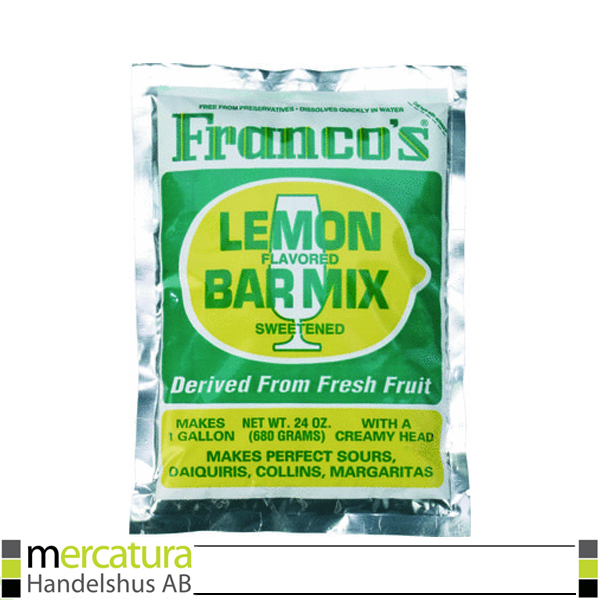 FREE FROM PRESERVATIVES • DISSOLVES QUICKLY IN WATER
Franco's®
LEMON
FLAVORED
BAR MIX
SWEETENED
Derived From Fresh Fruit
MAKES NET WT. 24 OZ. WITH A
1 GALLON (680 GRAMS) CREAMY HEAD
MAKES PERFECT SOURS,
DAIQUIRIS, COLLINS, MARGARITAS
mercatura
Handelshus AB